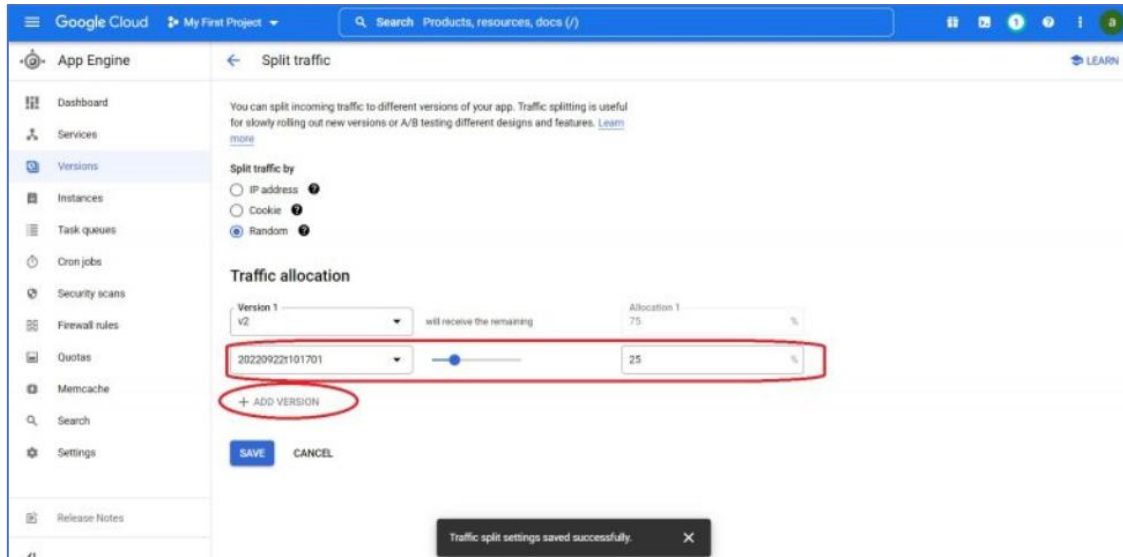 Google Cloud My First Project Search Products, resources, docs (/) 1 a
App Engine
Split traffic
LEARN
Dashboard
Services
Versions
Instances
Task queues
Cron jobs
Security scans
Firewall rules
Quotas
Memcache
Search
Settings
Release Notes
You can split incoming traffic to different versions of your app. Traffic splitting is useful
for slowly rolling out new versions or A/B testing different designs and features. Learn
more
Split traffic by
IP address
Cookie
Random
Traffic allocation
Version 1
v2
will receive the remaining
Allocation 1
75 %
20220922t101701
25 %
+ ADD VERSION
SAVE CANCEL
Traffic split settings saved successfully.